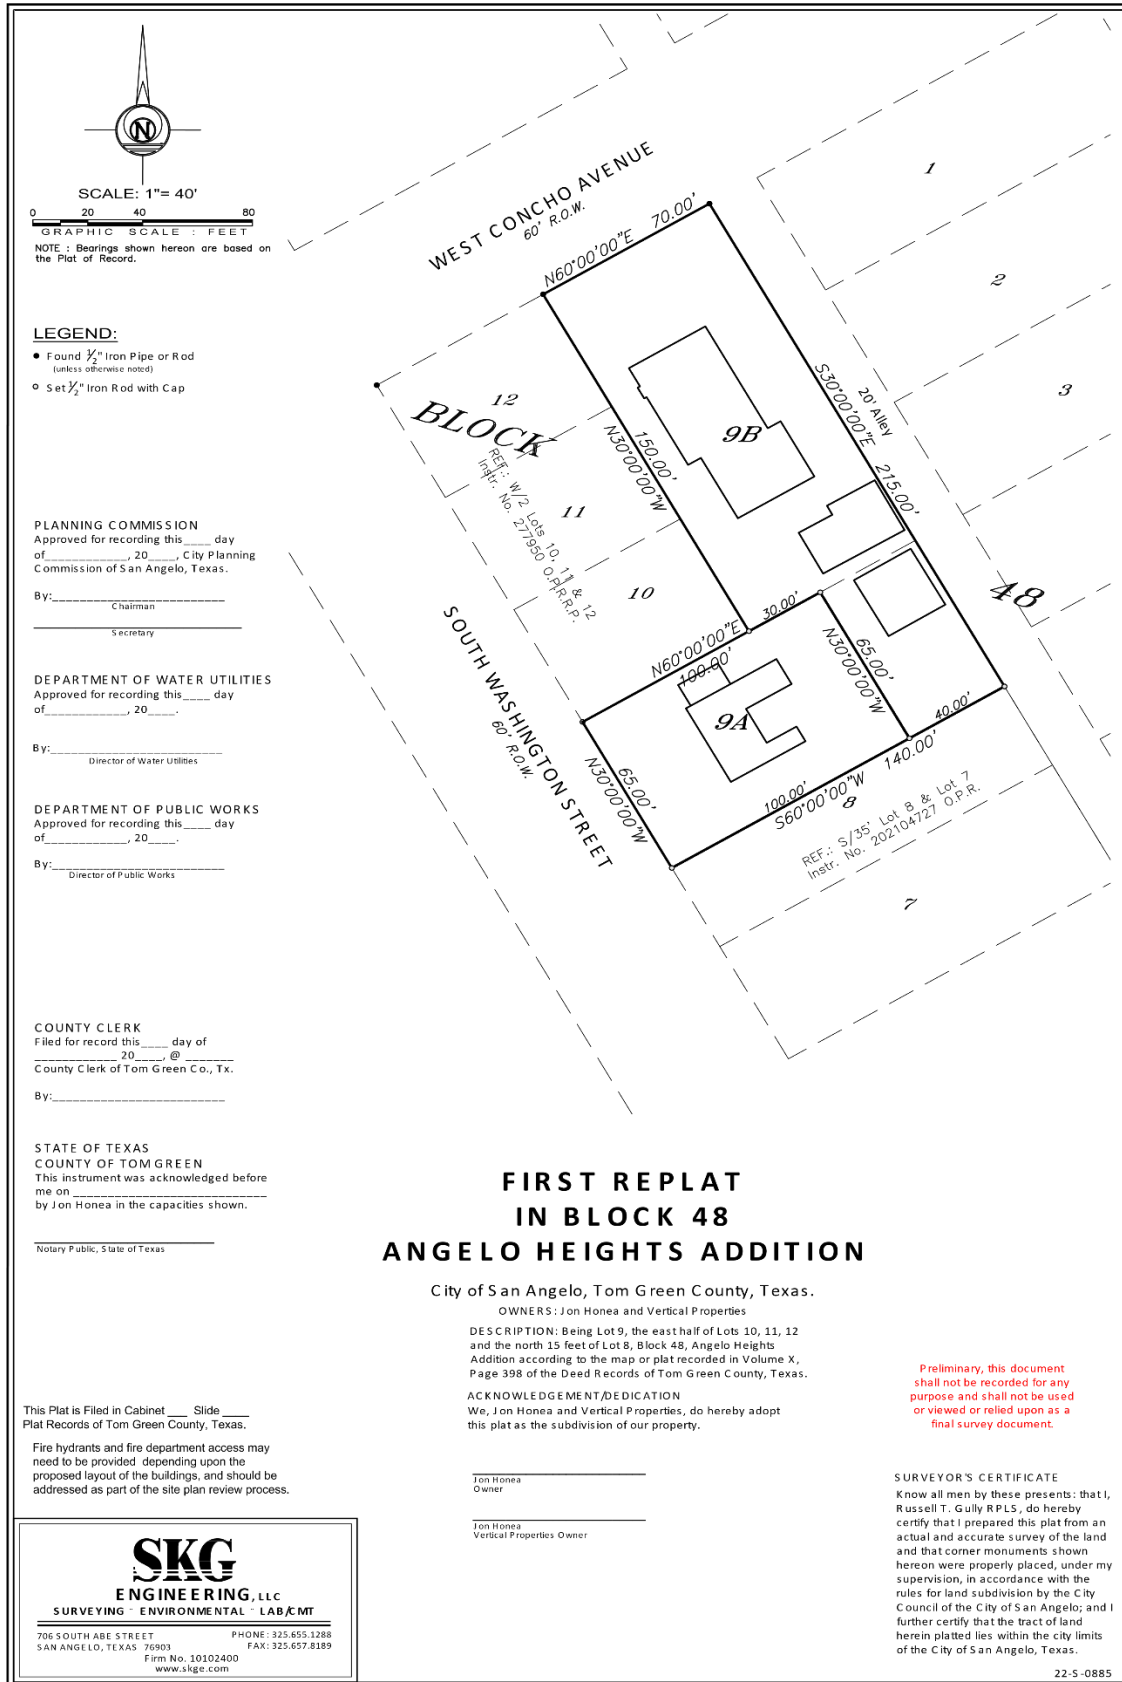 N
SCALE: 1"= 40'
0 20 40 80
GRAPHIC SCALE : FEET
NOTE : Bearings shown hereon are based on
the Plat of Record.
LEGEND:
Found 1/2" Iron Pipe or Rod
(unless otherwise noted)
Set 1/2" Iron Rod with Cap
PLANNING COMMISSION
Approved for recording this____ day
of____________, 20____, City Planning
Commission of San Angelo, Texas.
By:_________________________
Chairman
Secretary
DEPARTMENT OF WATER UTILITIES
Approved for recording this____ day
of____________, 20____.
By:_________________________
Director of Water Utilities
DEPARTMENT OF PUBLIC WORKS
Approved for recording this____ day
of____________, 20____.
By:_________________________
Director of Public Works
COUNTY CLERK
Filed for record this____ day of
____________ 20____, @ _______
County Clerk of Tom Green Co., Tx.
By:_________________________
STATE OF TEXAS
COUNTY OF TOM GREEN
This instrument was acknowledged before
me on ____________________________
by Jon Honea in the capacities shown.
Notary Public, State of Texas
This Plat is Filed in Cabinet ___ Slide ____
Plat Records of Tom Green County, Texas.
Fire hydrants and fire department access may
need to be provided depending upon the
proposed layout of the buildings, and should be
addressed as part of the site plan review process.
SKG
ENGINEERING, LLC
SURVEYING - ENVIRONMENTAL - LAB/CMT
706 SOUTH ABE STREET
SAN ANGELO, TEXAS 76903
PHONE: 325.655.1288
FAX: 325.657.8189
Firm No. 10102400
www.skge.com
WEST CONCHO AVENUE
60' R.O.W.
N60°00'00"E 70.00'
1
2
3
S30°00'00"E 215.00'
20' Alley
12
BLOCK
11
10
REF.: W/2 Lots 10, 11 & 12
Instr. No. 277950 O.P.R.R.P.
150.00'
N30°00'00"W
9B
48
SOUTH WASHINGTON STREET
60' R.O.W.
N60°00'00"E
100.00'
30.00'
65.00'
N30°00'00"W
9A
65.00'
N30°00'00"W
40.00'
140.00'
100.00'
S60°00'00"W
8
REF.: S/35' Lot 8 & Lot 7
Instr. No. 202104727 O.P.R.
7
FIRST REPLAT
IN BLOCK 48
ANGELO HEIGHTS ADDITION
City of San Angelo, Tom Green County, Texas.
OWNERS: Jon Honea and Vertical Properties
DESCRIPTION: Being Lot 9, the east half of Lots 10, 11, 12
and the north 15 feet of Lot 8, Block 48, Angelo Heights
Addition according to the map or plat recorded in Volume X,
Page 398 of the Deed Records of Tom Green County, Texas.
ACKNOWLEDGEMENT/DEDICATION
We, Jon Honea and Vertical Properties, do hereby adopt
this plat as the subdivision of our property.
Jon Honea
Owner
Jon Honea
Vertical Properties Owner
Preliminary, this document
shall not be recorded for any
purpose and shall not be used
or viewed or relied upon as a
final survey document.
SURVEYOR'S CERTIFICATE
Know all men by these presents: that I,
Russell T. Gully RPLS, do hereby
certify that I prepared this plat from an
actual and accurate survey of the land
and that corner monuments shown
hereon were properly placed, under my
supervision, in accordance with the
rules for land subdivision by the City
Council of the City of San Angelo; and I
further certify that the tract of land
herein platted lies within the city limits
of the City of San Angelo, Texas.
22-S-0885